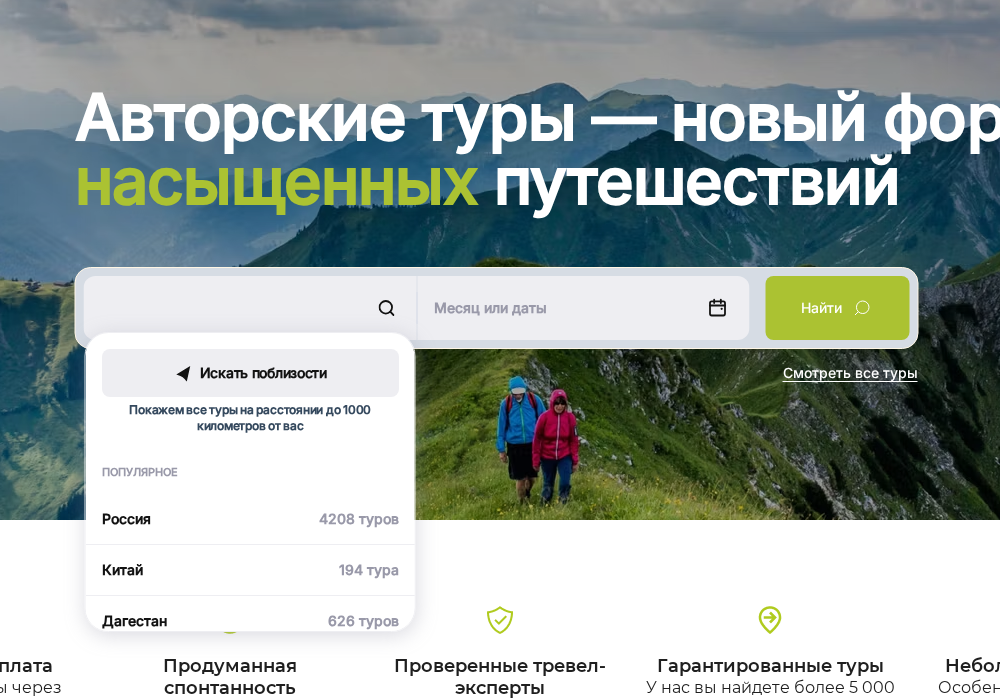 Авторские туры — новый фор
насыщенных путешествий
Месяц или даты
Найти
Смотреть все туры
Искать поблизости
Покажем все туры на расстоянии до 1000
километров от вас
ПОПУЛЯРНОЕ
Россия 4208 туров
Китай 194 тура
Дагестан 626 туров
плата
ы через
Продуманная
спонтанность
Проверенные тревел-
эксперты
Гарантированные туры
У нас вы найдете более 5 000
Небол
Особен